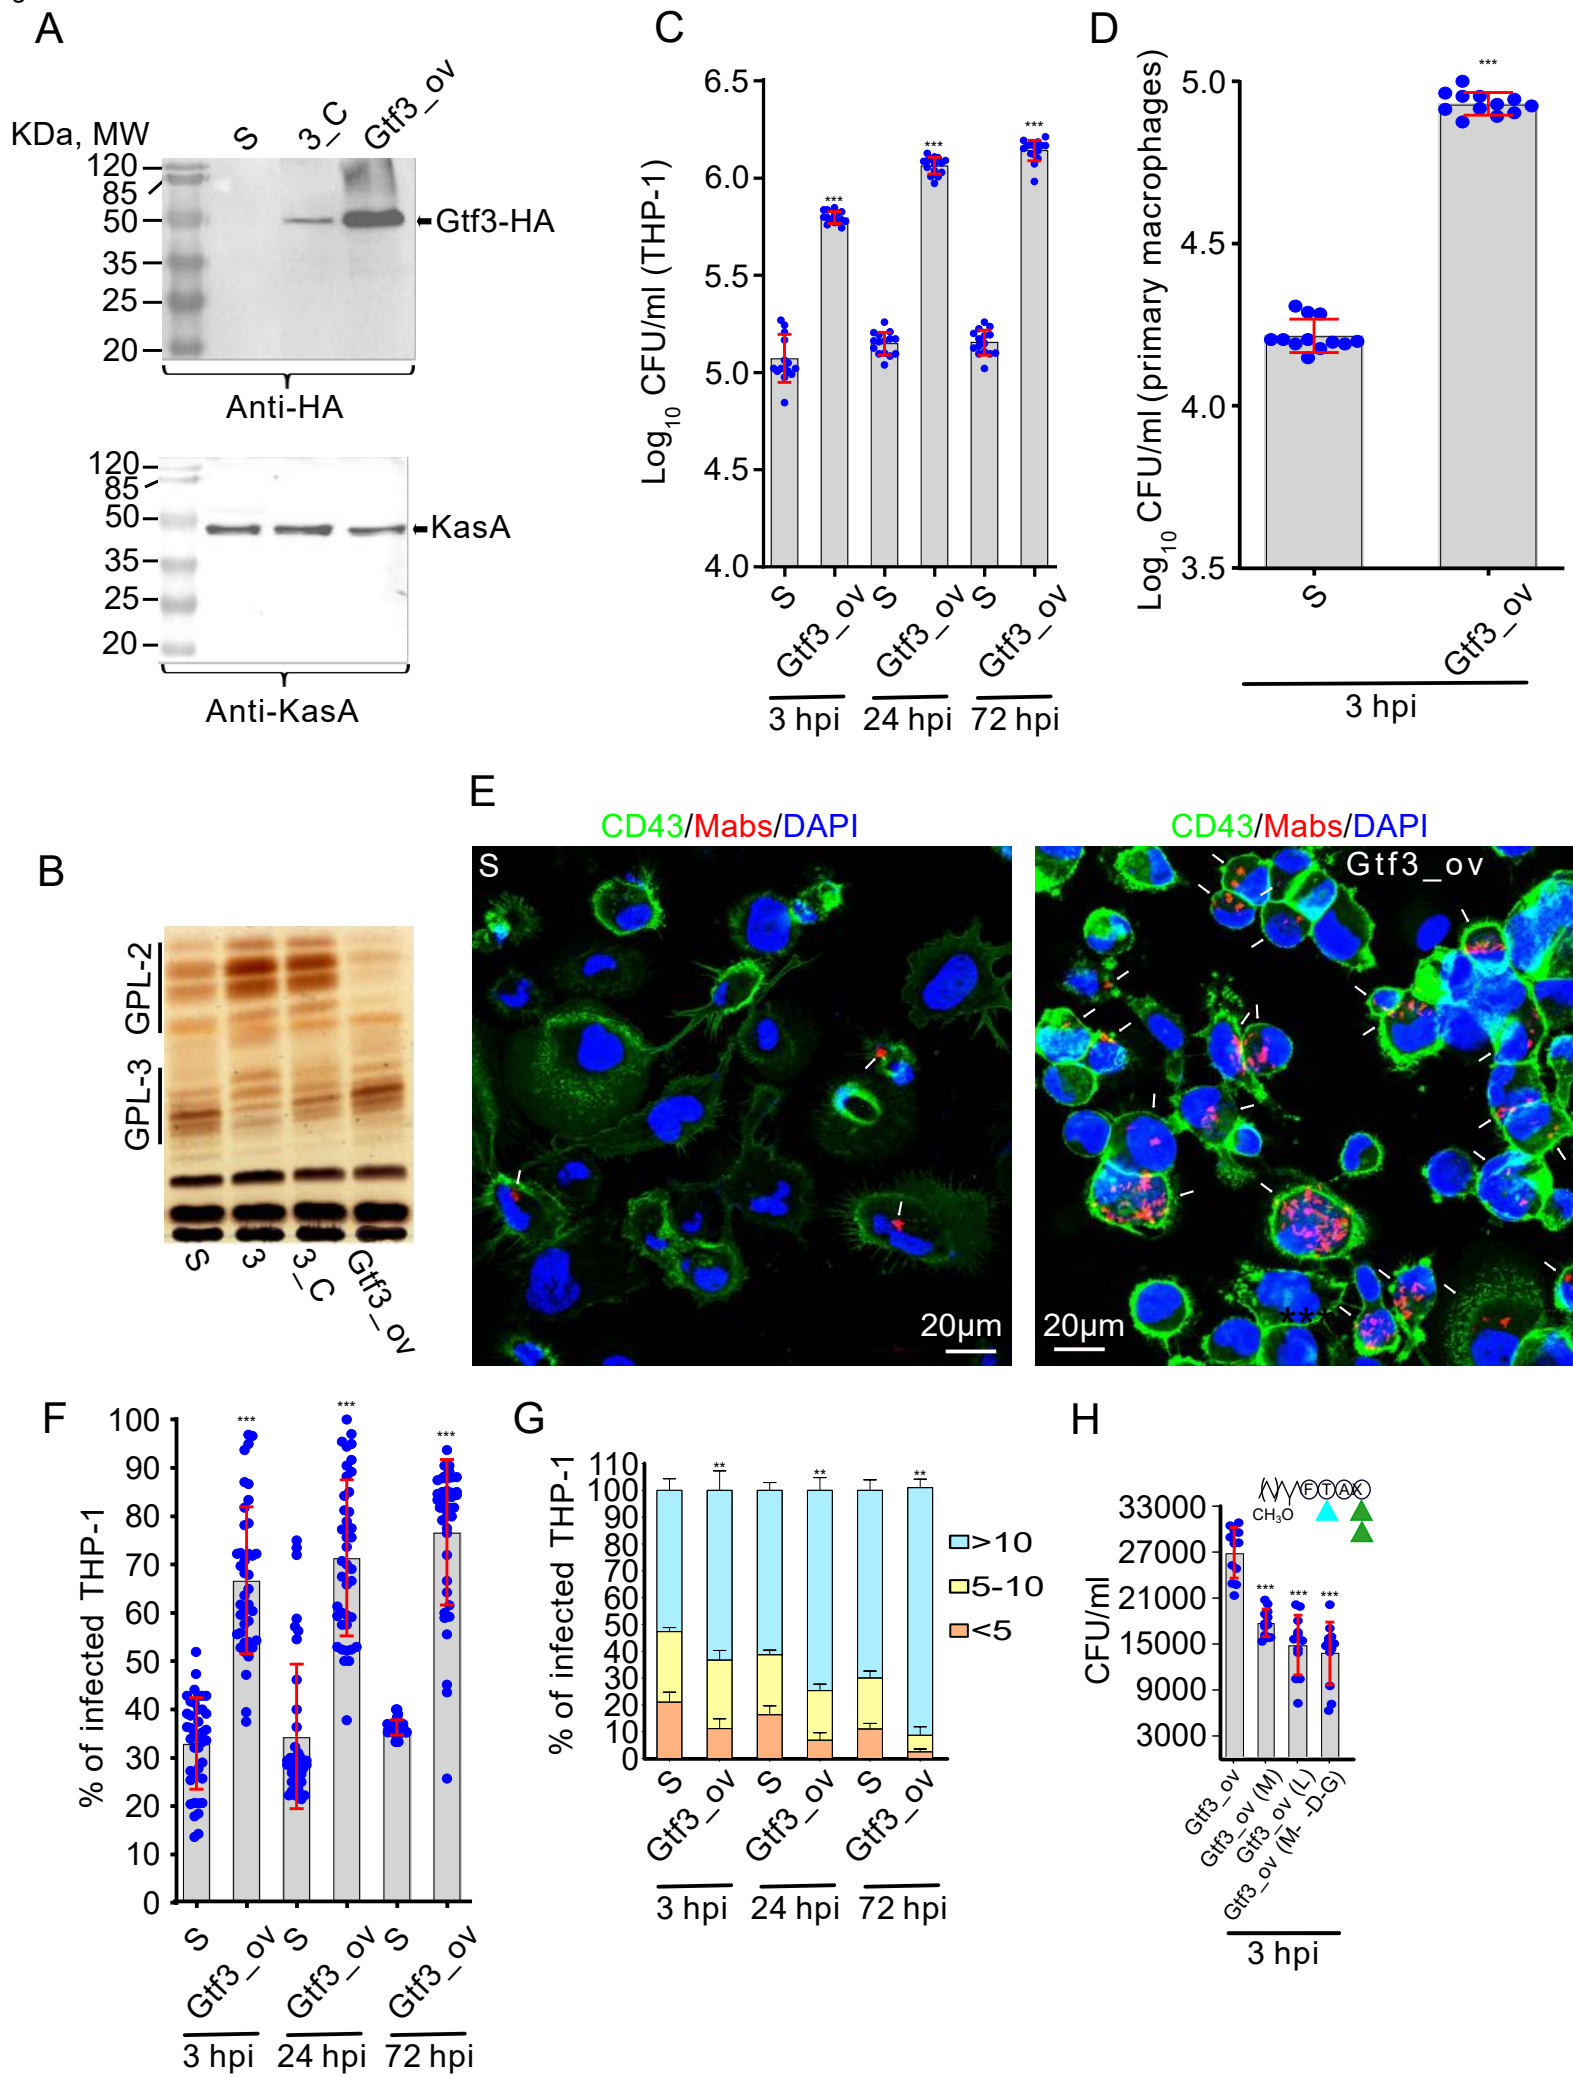 A
KDa, MW
S
3_C
Gtf3_ov
120
85
50
35
25
20
Gtf3-HA
Anti-HA
120
85
50
35
25
20
KasA
Anti-KasA
B
GPL-2
GPL-3
S
3
3_C
Gtf3_ov
C
Log10 CFU/ml (THP-1)
6.5
6.0
5.5
5.0
4.5
4.0
***
***
***
S
Gtf3_ov
S
Gtf3_ov
S
Gtf3_ov
3 hpi
24 hpi
72 hpi
D
Log10 CFU/ml (primary macrophages)
5.0
4.5
4.0
3.5
***
S
Gtf3_ov
3 hpi
E
CD43/Mabs/DAPI
S
20µm
CD43/Mabs/DAPI
Gtf3_ov
***
20µm
F
% of infected THP-1
100
90
80
70
60
50
40
30
20
10
0
***
***
***
S
Gtf3_ov
S
Gtf3_ov
S
Gtf3_ov
3 hpi
24 hpi
72 hpi
G
% of infected THP-1
110
100
90
80
70
60
50
40
30
20
10
0
**
**
**
>10
5-10
<5
S
Gtf3_ov
S
Gtf3_ov
S
Gtf3_ov
3 hpi
24 hpi
72 hpi
H
CH3O
F T A X
CFU/ml
33000
27000
21000
15000
9000
3000
***
***
***
Gtf3_ov
Gtf3_ov (M)
Gtf3_ov (L)
Gtf3_ov (M- -D-G)
3 hpi